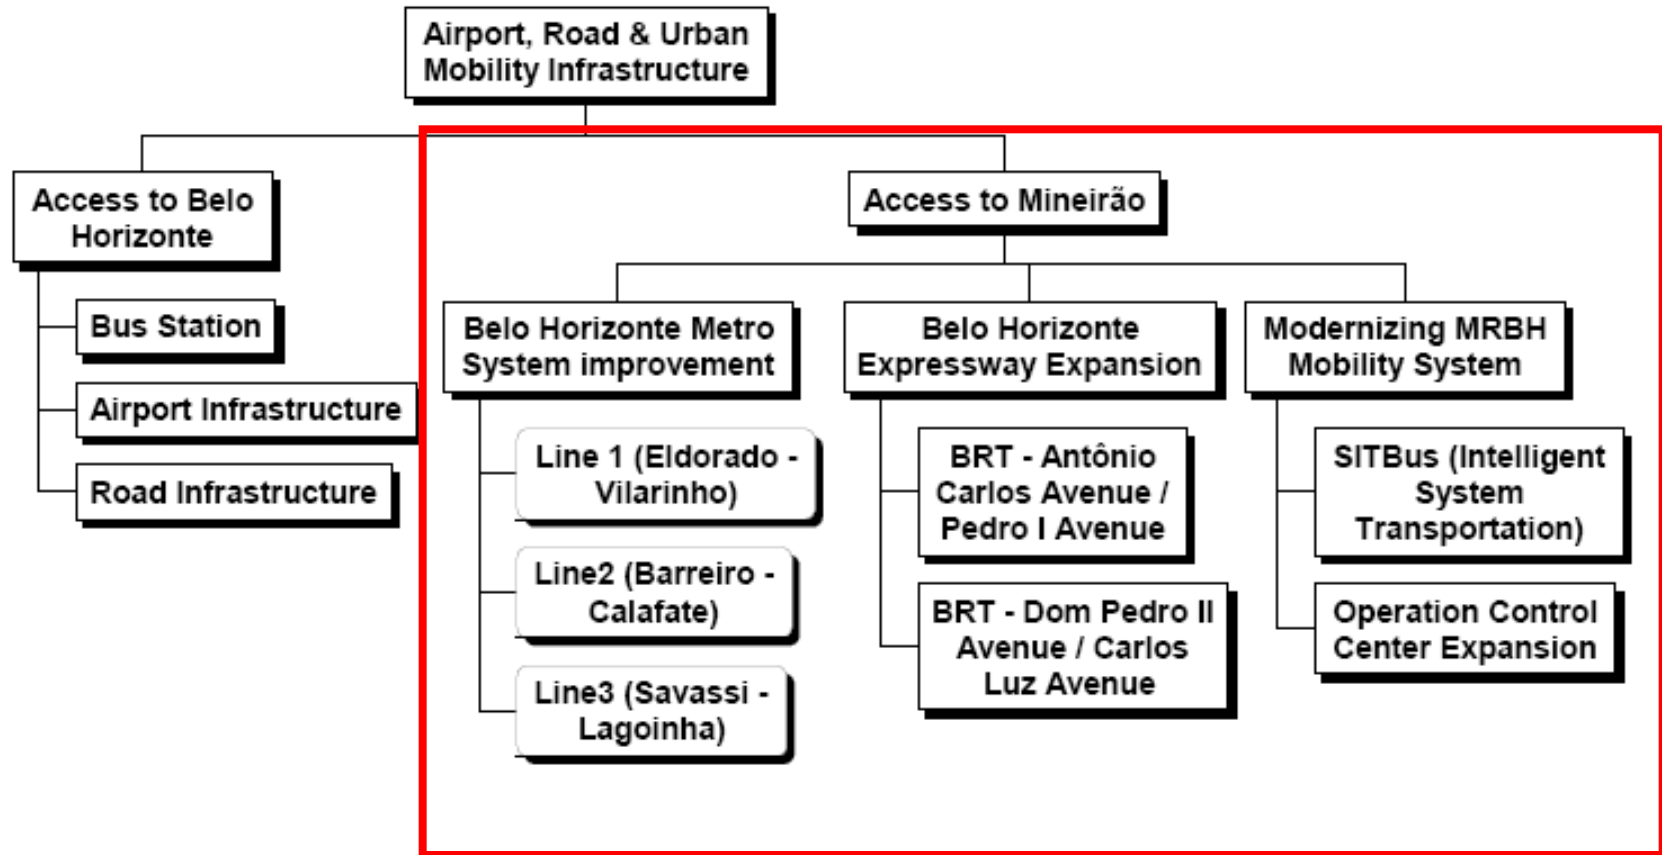 Airport, Road & Urban
Mobility Infrastructure
Access to Belo
Horizonte
Bus Station
Airport Infrastructure
Road Infrastructure
Access to Mineirão
Belo Horizonte Metro
System improvement
Line 1 (Eldorado -
Vilarinho)
Line2 (Barreiro -
Calafate)
Line3 (Savassi -
Lagoinha)
Belo Horizonte
Expressway Expansion
BRT - Antônio
Carlos Avenue /
Pedro I Avenue
BRT - Dom Pedro II
Avenue / Carlos
Luz Avenue
Modernizing MRBH
Mobility System
SITBus (Intelligent
System
Transportation)
Operation Control
Center Expansion